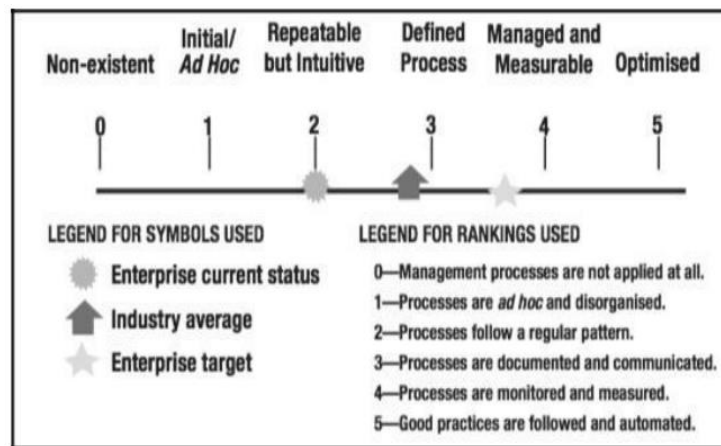 Non-existent
Initial/
Ad Hoc
Repeatable
but Intuitive
Defined
Process
Managed and
Measurable
Optimised
0 1 2 3 4 5
LEGEND FOR SYMBOLS USED
Enterprise current status
Industry average
Enterprise target
LEGEND FOR RANKINGS USED
0—Management processes are not applied at all.
1—Processes are ad hoc and disorganised.
2—Processes follow a regular pattern.
3—Processes are documented and communicated.
4—Processes are monitored and measured.
5—Good practices are followed and automated.